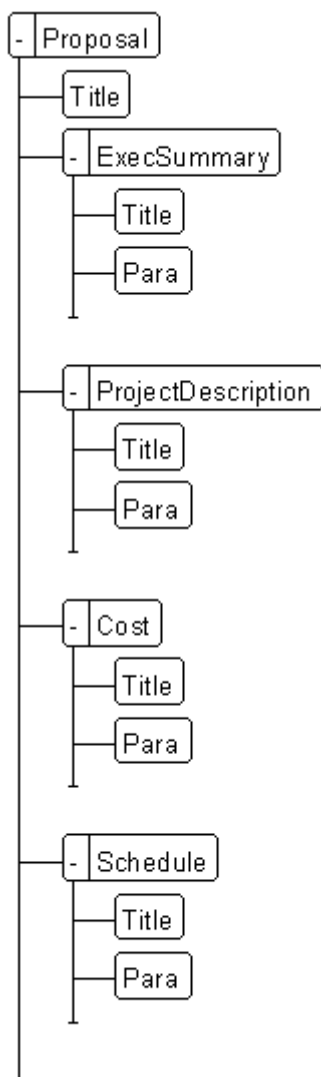 - Proposal
Title
- ExecSummary
Title
Para
- ProjectDescription
Title
Para
- Cost
Title
Para
- Schedule
Title
Para